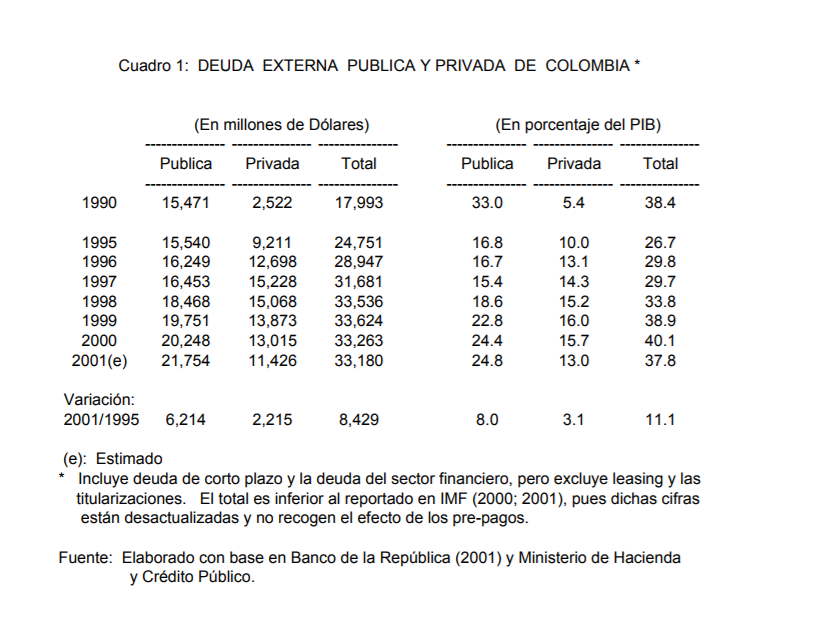 Cuadro 1: DEUDA EXTERNA PUBLICA Y PRIVADA DE COLOMBIA *
(En millones de Dólares) (En porcentaje del PIB)
--------------- --------------- --------------- --------------- --------------- ---------------
Publica Privada Total Publica Privada Total
--------------- --------------- --------------- --------------- --------------- ---------------
1990 15,471 2,522 17,993 33.0 5.4 38.4
1995 15,540 9,211 24,751 16.8 10.0 26.7
1996 16,249 12,698 28,947 16.7 13.1 29.8
1997 16,453 15,228 31,681 15.4 14.3 29.7
1998 18,468 15,068 33,536 18.6 15.2 33.8
1999 19,751 13,873 33,624 22.8 16.0 38.9
2000 20,248 13,015 33,263 24.4 15.7 40.1
2001(e) 21,754 11,426 33,180 24.8 13.0 37.8
Variación:
2001/1995 6,214 2,215 8,429 8.0 3.1 11.1
(e): Estimado
* Incluye deuda de corto plazo y la deuda del sector financiero, pero excluye leasing y las
titularizaciones. El total es inferior al reportado en IMF (2000; 2001), pues dichas cifras
están desactualizadas y no recogen el efecto de los pre-pagos.
Fuente: Elaborado con base en Banco de la República (2001) y Ministerio de Hacienda
y Crédito Público.